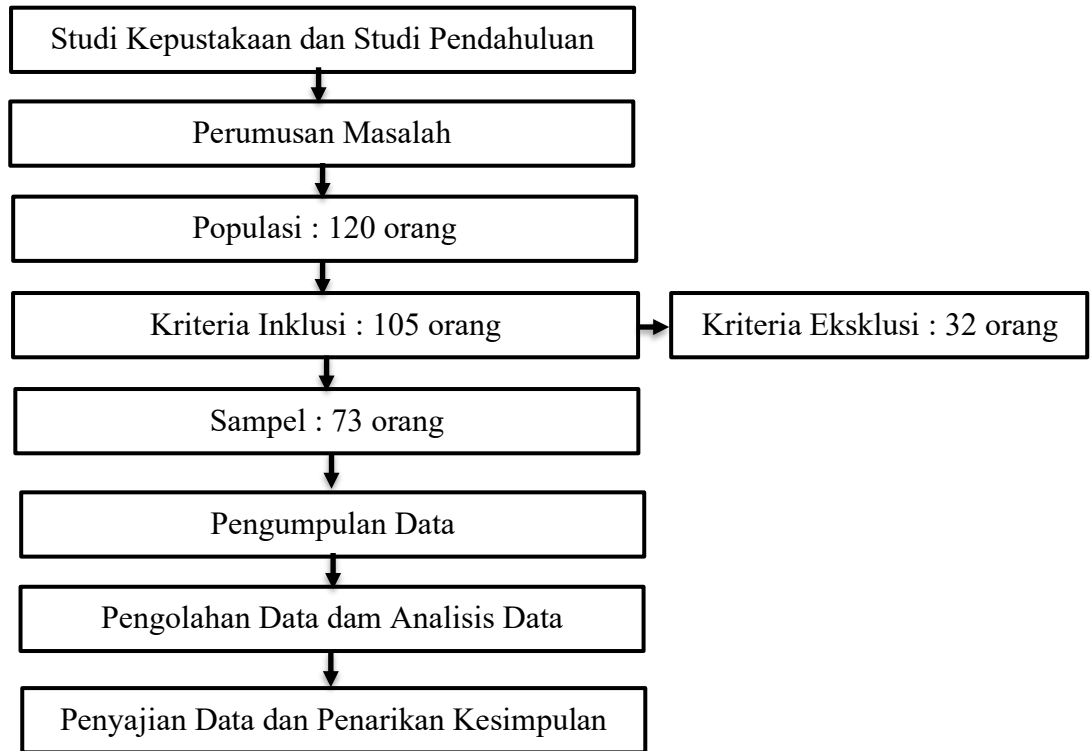 Studi Kepustakaan dan Studi Pendahuluan
Perumusan Masalah
Populasi : 120 orang
Kriteria Inklusi : 105 orang
Kriteria Eksklusi : 32 orang
Sampel : 73 orang
Pengumpulan Data
Pengolahan Data dam Analisis Data
Penyajian Data dan Penarikan Kesimpulan